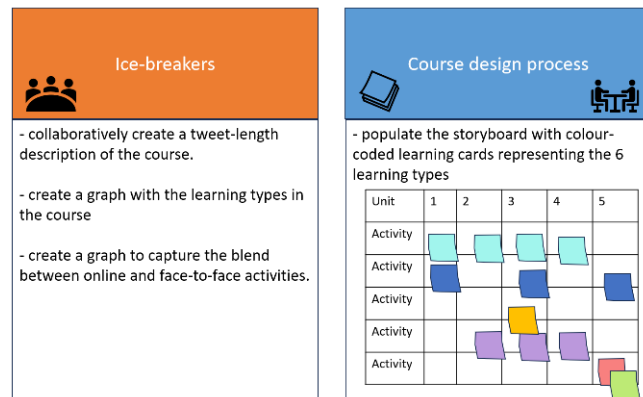 Ice-breakers
- collaboratively create a tweet-length
description of the course.
- create a graph with the learning types in
the course
- create a graph to capture the blend
between online and face-to-face activities.
Course design process
- populate the storyboard with colour-
coded learning cards representing the 6
learning types
Unit 1 2 3 4 5
Activity
Activity
Activity
Activity
Activity